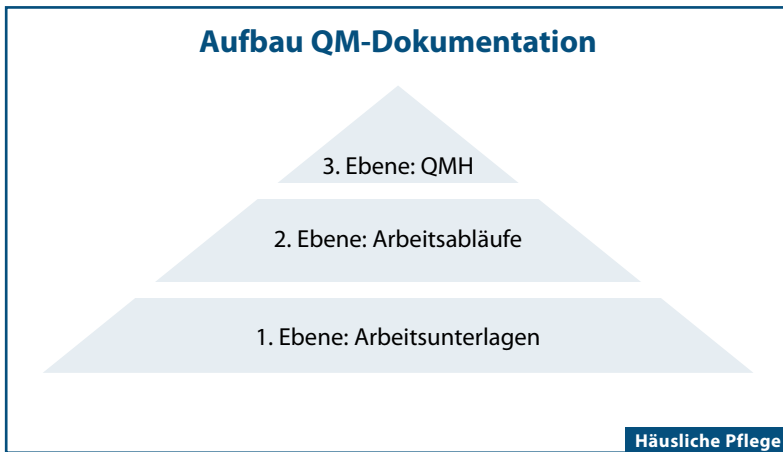 Aufbau QM-Dokumentation
3. Ebene: QMH
2. Ebene: Arbeitsabläufe
1. Ebene: Arbeitsunterlagen
Häusliche Pflege